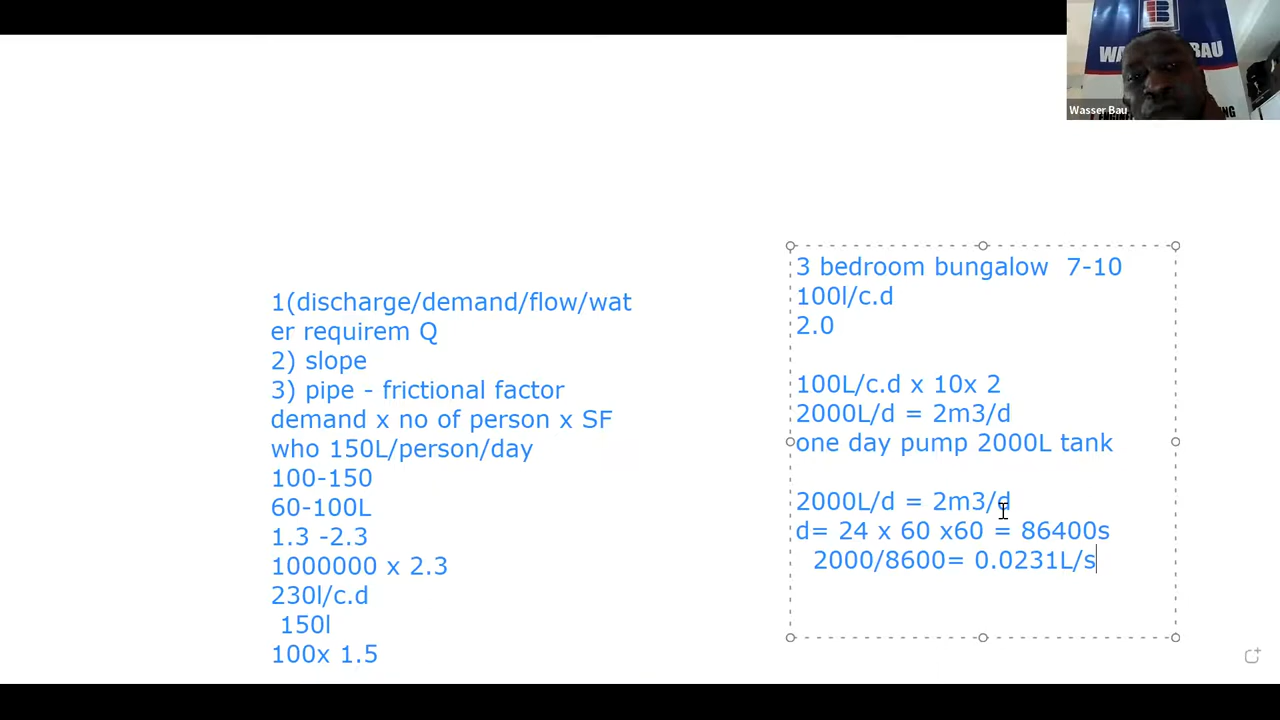 WA BAU
Wasser Bau
1(discharge/demand/flow/wat
er requirem Q
2) slope
3) pipe - frictional factor
demand x no of person x SF
who 150L/person/day
100-150
60-100L
1.3 -2.3
1000000 x 2.3
230l/c.d
150l
100x 1.5
3 bedroom bungalow 7-10
100l/c.d
2.0
100L/c.d x 10x 2
2000L/d = 2m3/d
one day pump 2000L tank
2000L/d = 2m3/d
d= 24 x 60 x60 = 86400s
2000/8600= 0.0231L/s